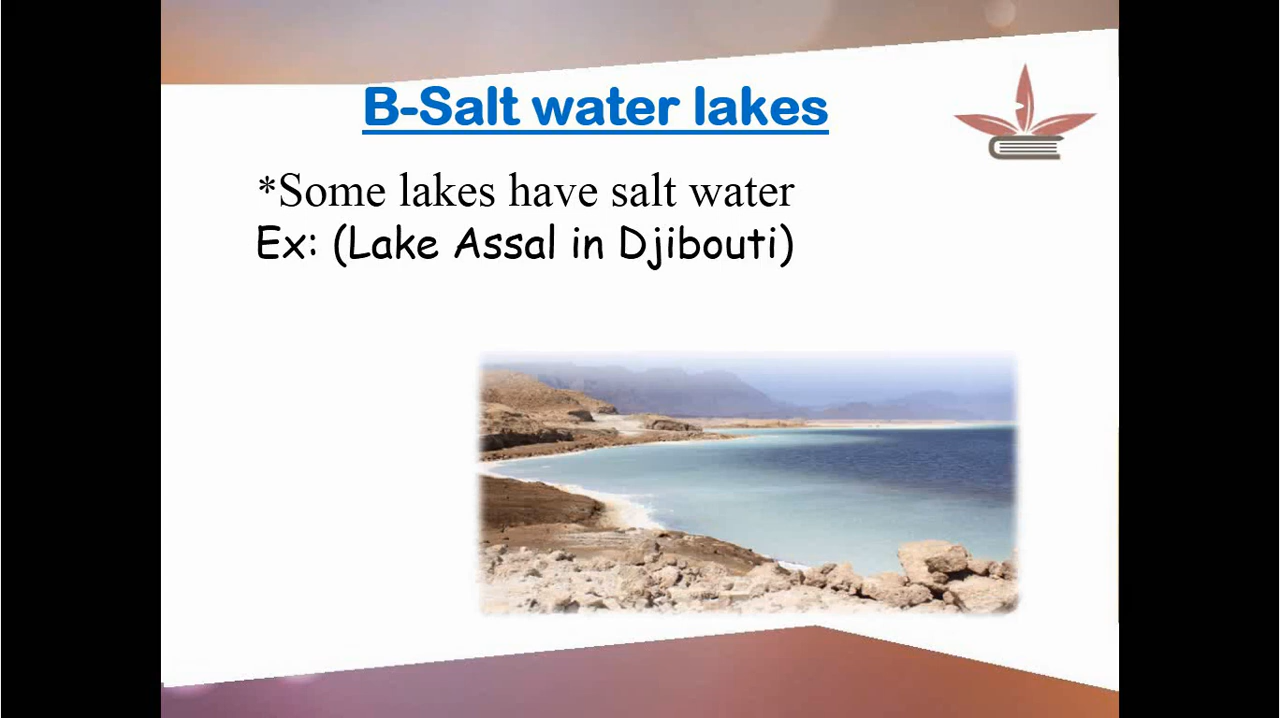 B-Salt water lakes
*Some lakes have salt water
Ex: (Lake Assal in Djibouti)